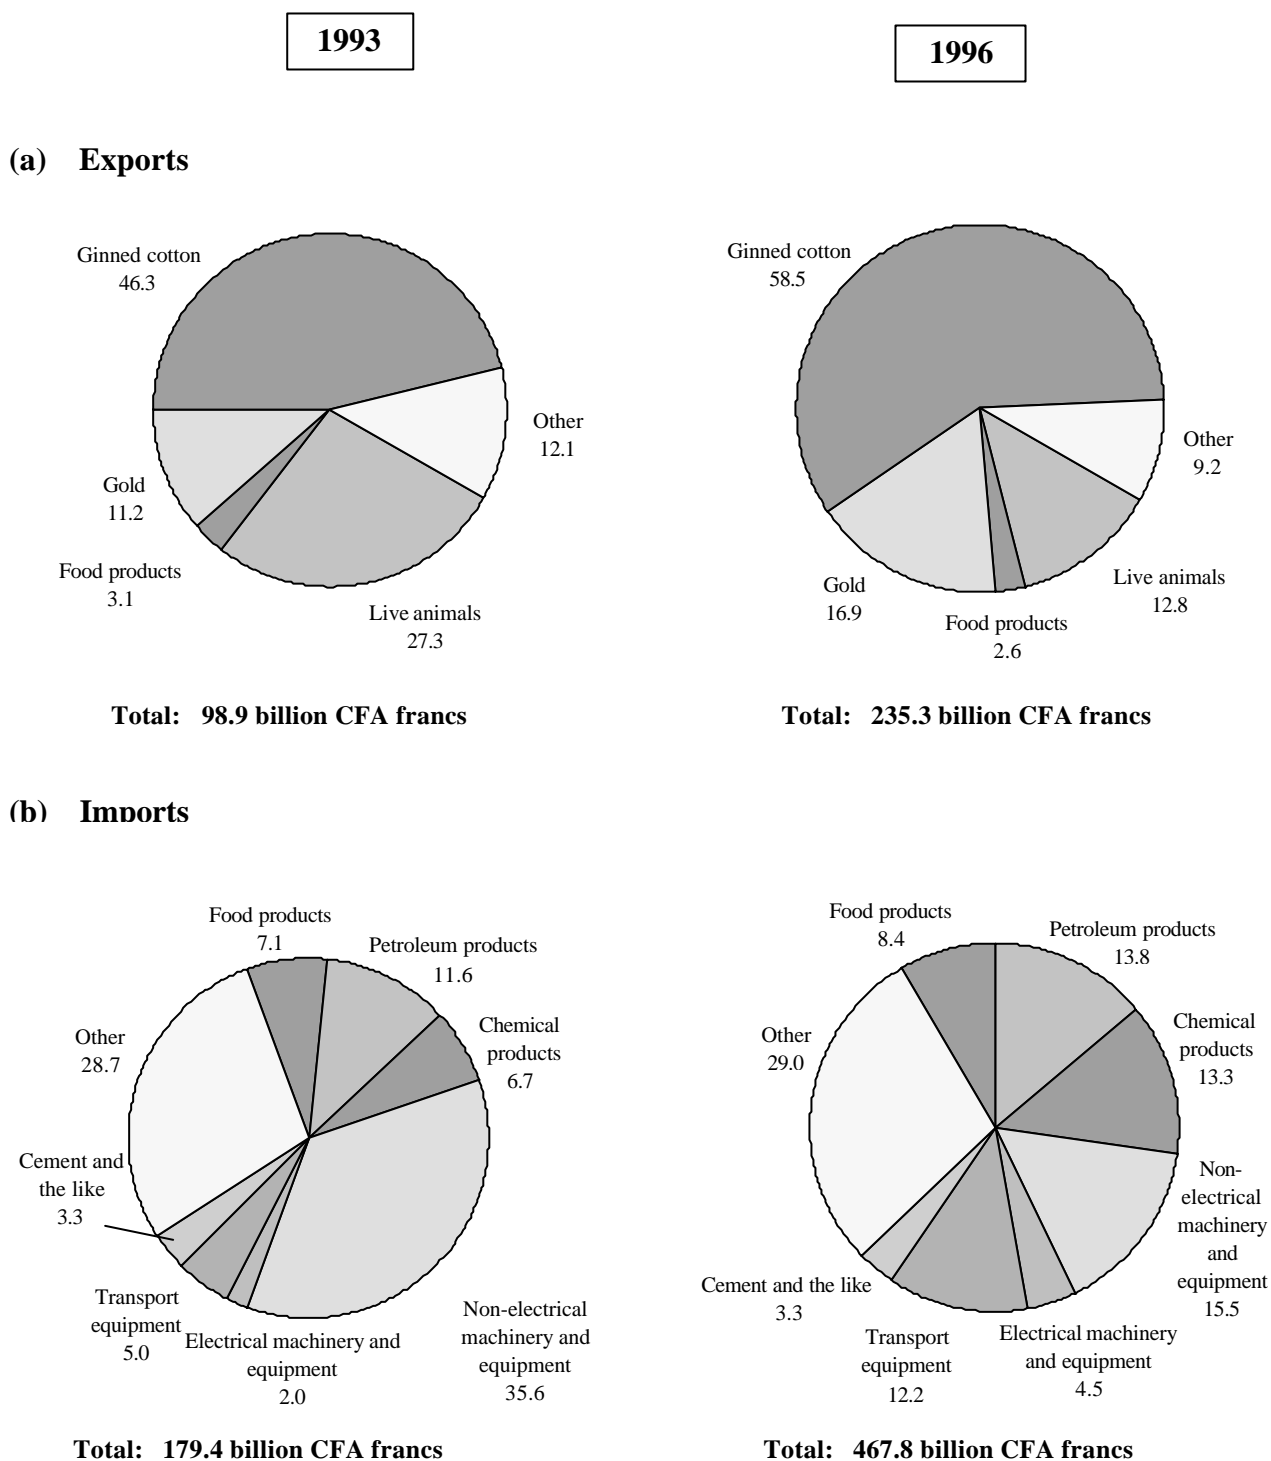 1993
1996
(a) Exports
Ginned cotton
46.3
Other
12.1
Gold
11.2
Food products
3.1
Live animals
27.3
Total: 98.9 billion CFA francs
Ginned cotton
58.5
Other
9.2
Gold
16.9
Live animals
12.8
Food products
2.6
Total: 235.3 billion CFA francs
(b) Imports
Food products
7.1
Petroleum products
11.6
Chemical
products
6.7
Other
28.7
Cement and
the like
3.3
Transport
equipment
5.0
Electrical machinery and
equipment
2.0
Non-electrical
machinery and
equipment
35.6
Total: 179.4 billion CFA francs
Food products
8.4
Petroleum products
13.8
Chemical
products
13.3
Other
29.0
Non-
electrical
machinery
and
equipment
15.5
Cement and the like
3.3
Transport
equipment
12.2
Electrical machinery
and equipment
4.5
Total: 467.8 billion CFA francs